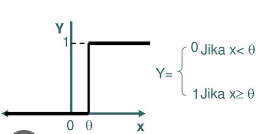 Y
1
0 Jika x< θ
Y=
1 Jika x≥ θ
0 θ x